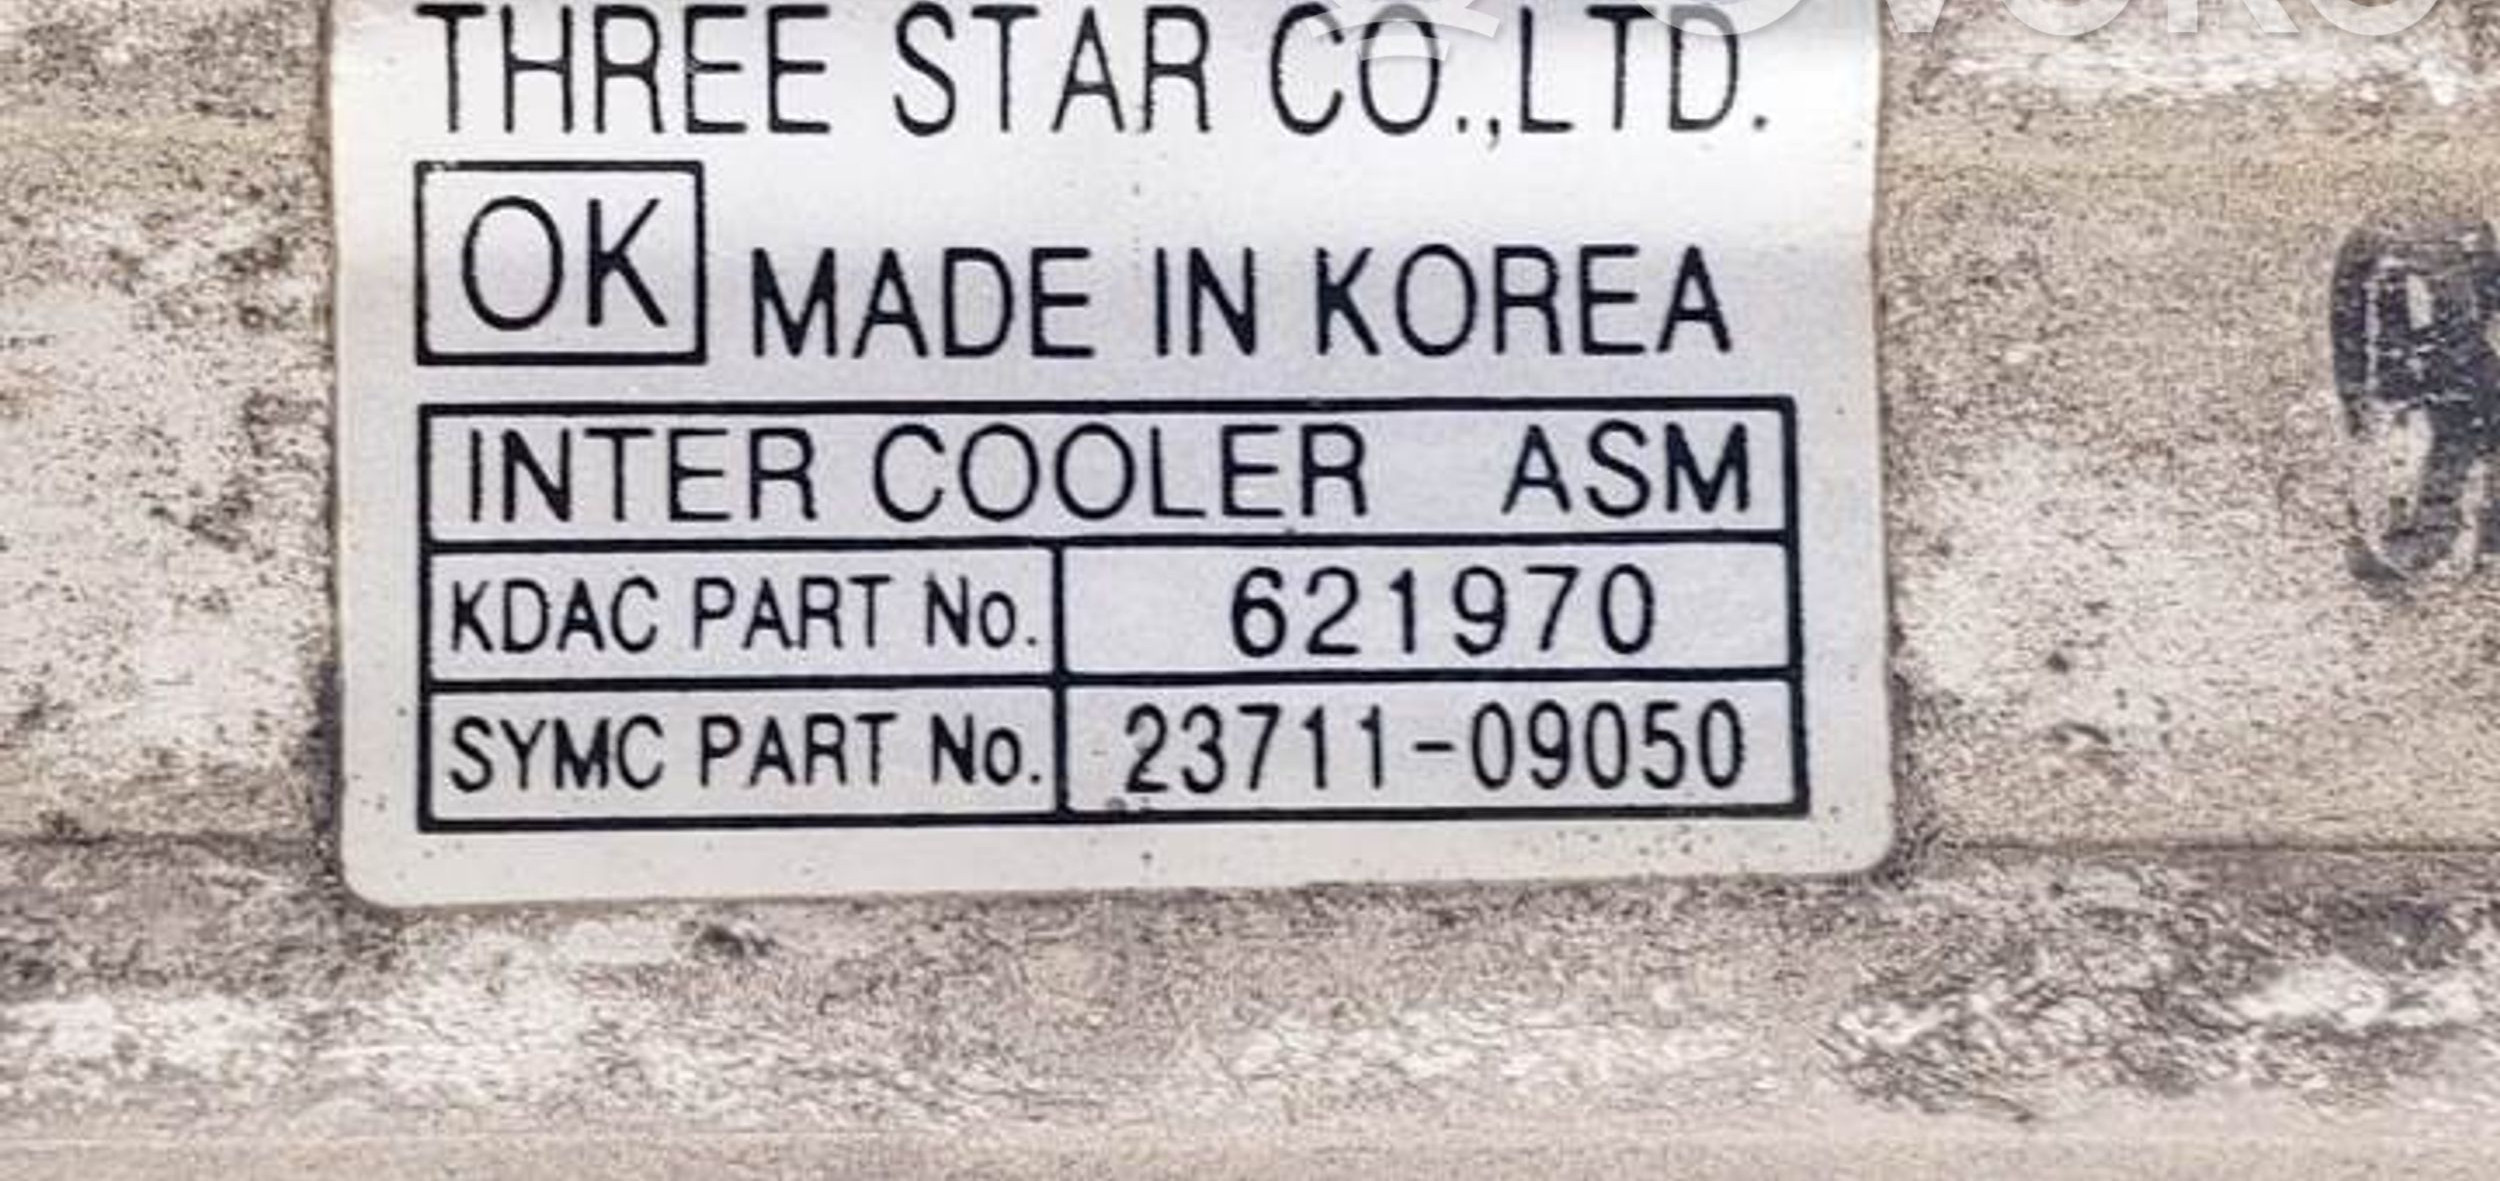 THREE STAR CO.,LTD.
OK MADE IN KOREA
INTER COOLER ASM
KDAC PART No. 621970
SYMC PART No. 23711-09050